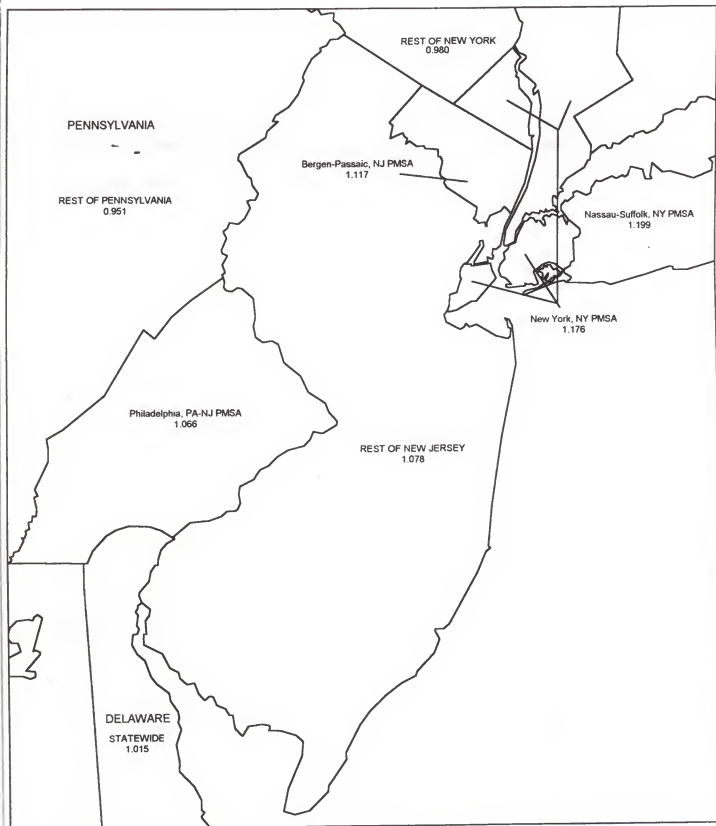 REST OF NEW YORK
0.980
PENNSYLVANIA
Bergen-Passaic, NJ PMSA
1.117
REST OF PENNSYLVANIA
0.951
Nassau-Suffolk, NY PMSA
1.199
New York, NY PMSA
1.176
Philadelphia, PA-NJ PMSA
1.066
REST OF NEW JERSEY
1.078
DELAWARE
STATEWIDE
1.015